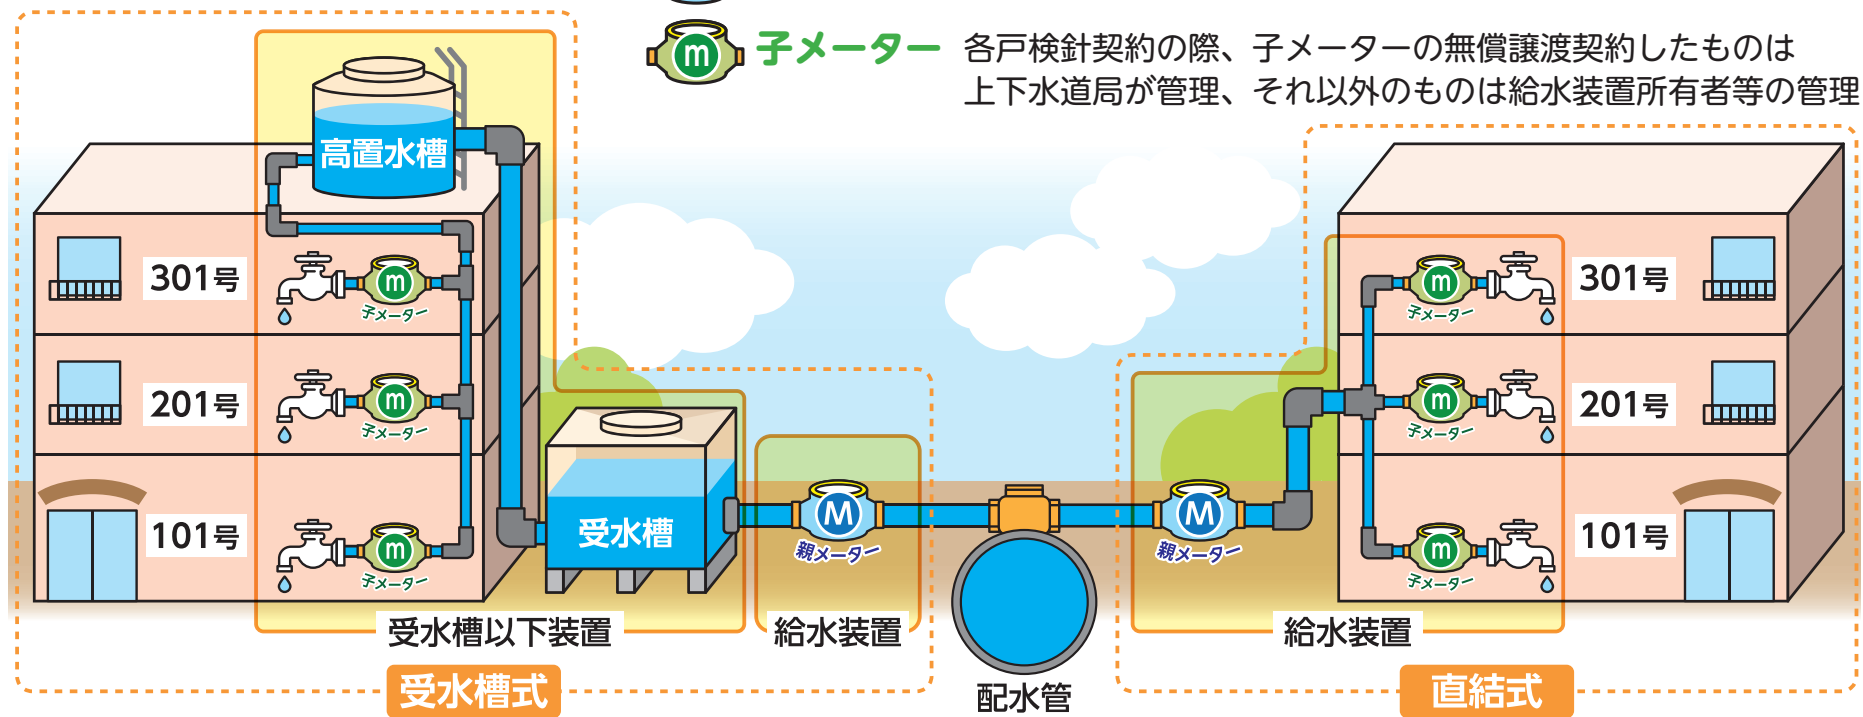 m 子メーター 各戸検針契約の際、子メーターの無償譲渡契約したものは
上下水道局が管理、それ以外のものは給水装置所有者等の管理
高置水槽
301号
m
子メーター
201号
m
子メーター
101号
m
子メーター
受水槽
M
親メーター
受水槽以下装置
給水装置
受水槽式
配水管
M
親メーター
m
子メーター
301号
m
子メーター
201号
m
子メーター
101号
給水装置
直結式